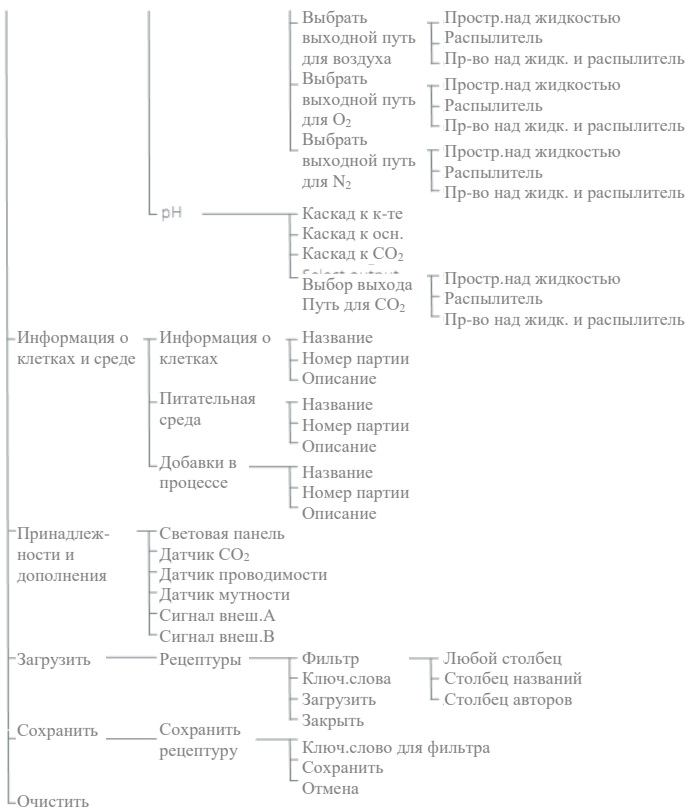 Выбрать
выходной путь
для воздуха
Простр.над жидкостью
Распылитель
Пр-во над жидк. и распылитель
Выбрать
выходной путь
для O₂
Простр.над жидкостью
Распылитель
Пр-во над жидк. и распылитель
Выбрать
выходной путь
для N₂
Простр.над жидкостью
Распылитель
Пр-во над жидк. и распылитель
pH
Каскад к к-те
Каскад к осн.
Каскад к CO₂
Выбор выхода
Путь для CO₂
Простр.над жидкостью
Распылитель
Пр-во над жидк. и распылитель
Информация о
клетках и среде
Информация о
клетках
Название
Номер партии
Описание
Питательная
среда
Название
Номер партии
Описание
Добавки в
процессе
Название
Номер партии
Описание
Принадлеж-
ности и
дополнения
Световая панель
Датчик CO₂
Датчик проводимости
Датчик мутности
Сигнал внеш.A
Сигнал внеш.B
Загрузить
Рецептуры
Фильтр
Ключ.слова
Загрузить
Закрыть
Любой столбец
Столбец названий
Столбец авторов
Сохранить
Сохранить
рецептуру
Ключ.слово для фильтра
Сохранить
Отмена
Очистить